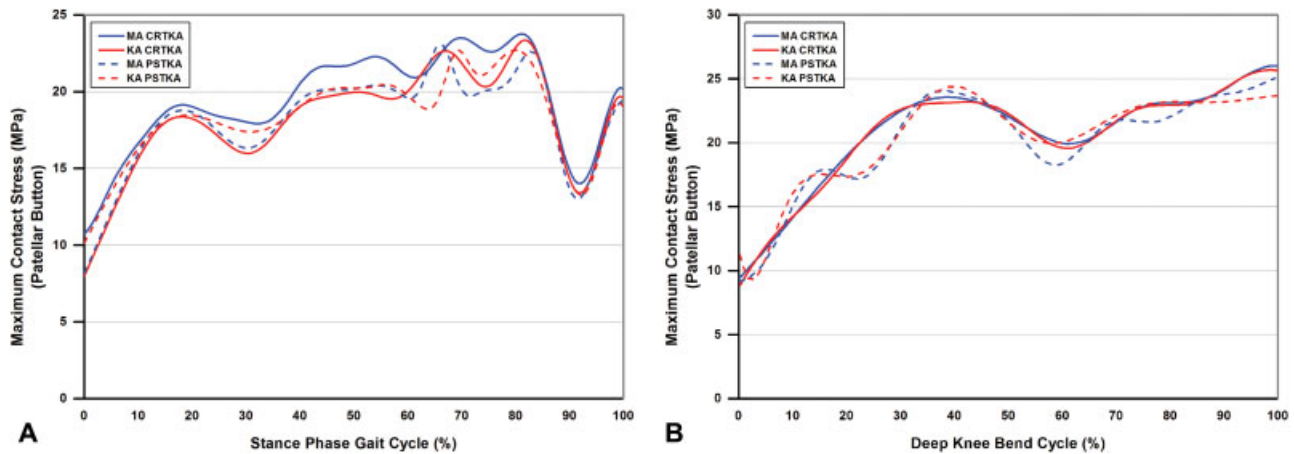 25
20
15
10
5
0
Maximum Contact Stress (MPa)
(Patellar Button)
MA CRTKA
KA CRTKA
MA PSTKA
KA PSTKA
0 10 20 30 40 50 60 70 80 90 100
Stance Phase Gait Cycle (%)
A
30
25
20
15
10
5
0
Maximum Contact Stress (MPa)
(Patellar Button)
MA CRTKA
KA CRTKA
MA PSTKA
KA PSTKA
0 10 20 30 40 50 60 70 80 90 100
Deep Knee Bend Cycle (%)
B